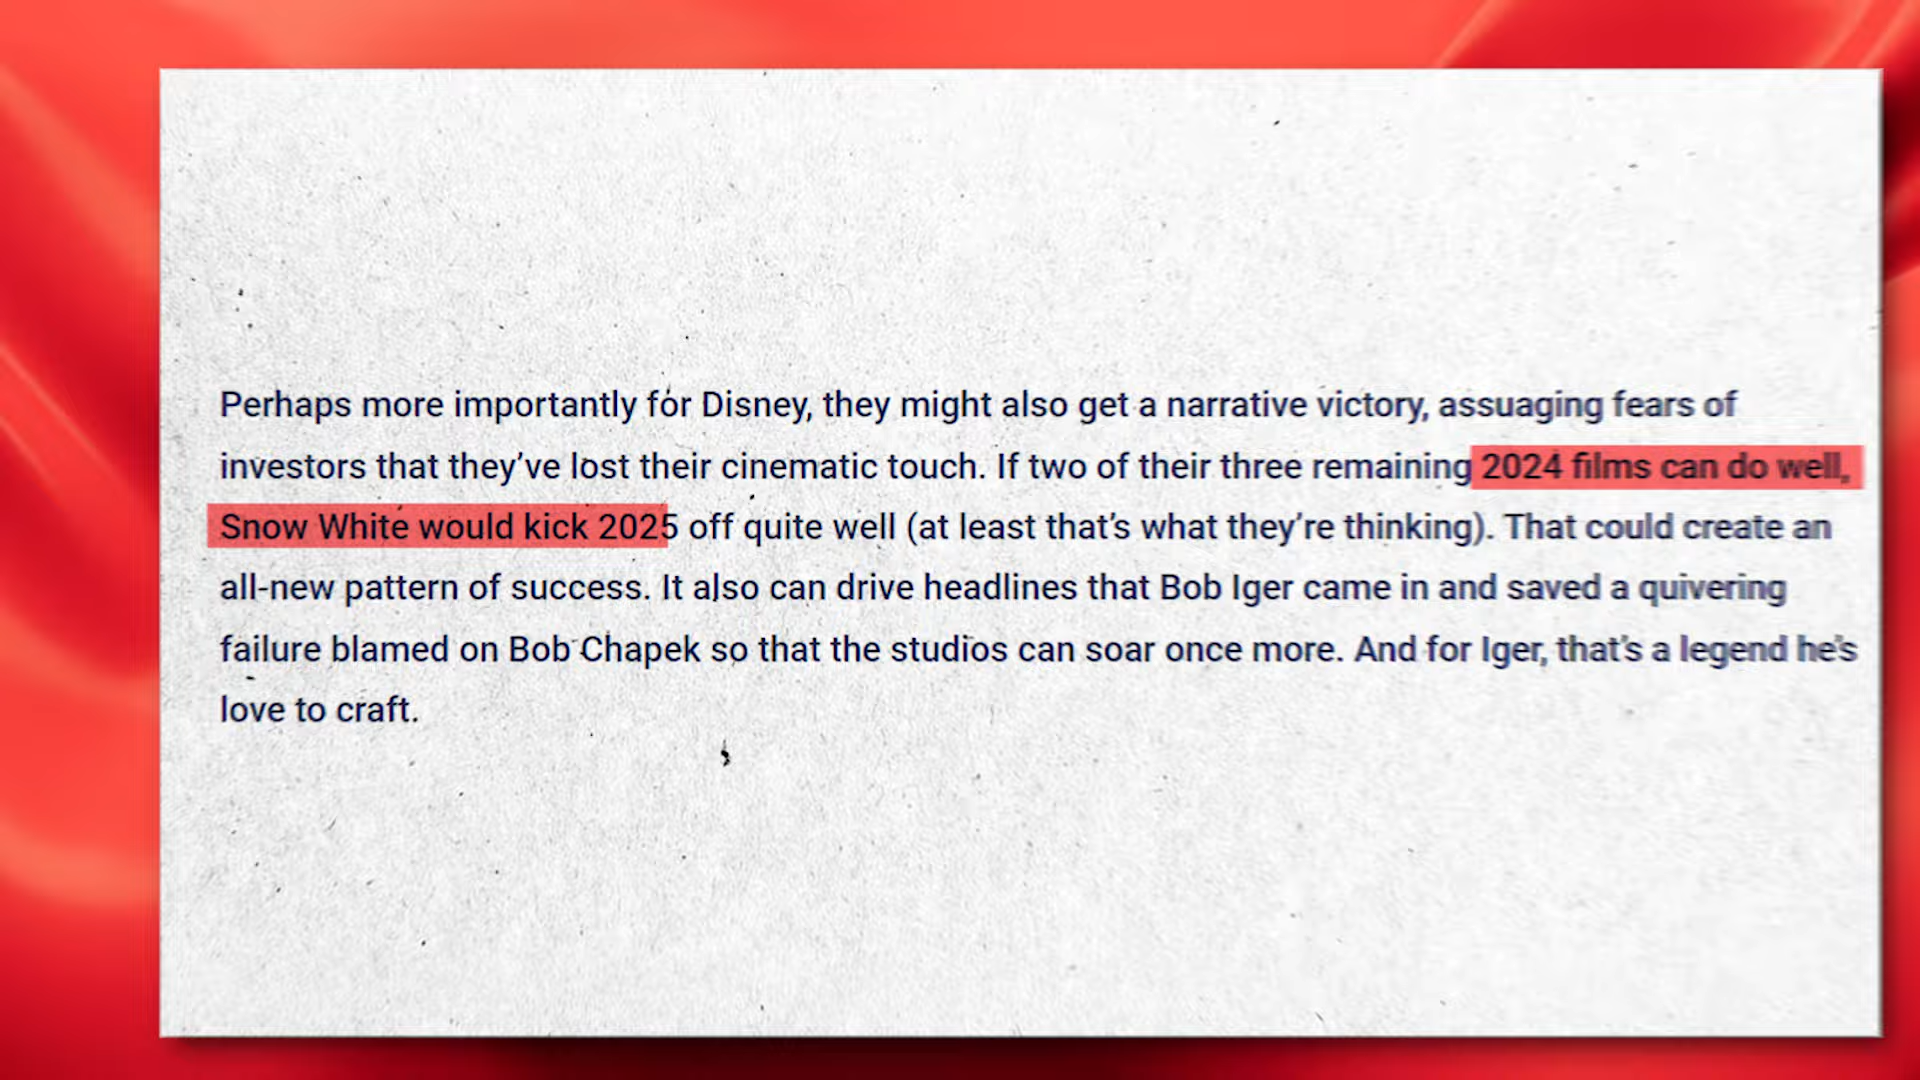 Perhaps more importantly for Disney, they might also get a narrative victory, assuaging fears of
investors that they’ve lost their cinematic touch. If two of their three remaining 2024 films can do well,
Snow White would kick 2025 off quite well (at least that’s what they’re thinking). That could create an
all-new pattern of success. It also can drive headlines that Bob Iger came in and saved a quivering
failure blamed on Bob Chapek so that the studios can soar once more. And for Iger, that’s a legend he’s
love to craft.